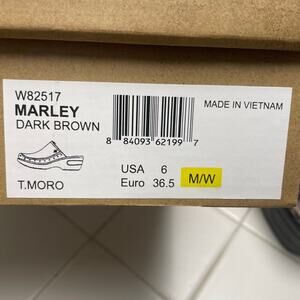 W82517
MARLEY
DARK BROWN
MADE IN VIETNAM
8 84093 62199 7
T.MORO
USA 6
Euro 36.5
M/W